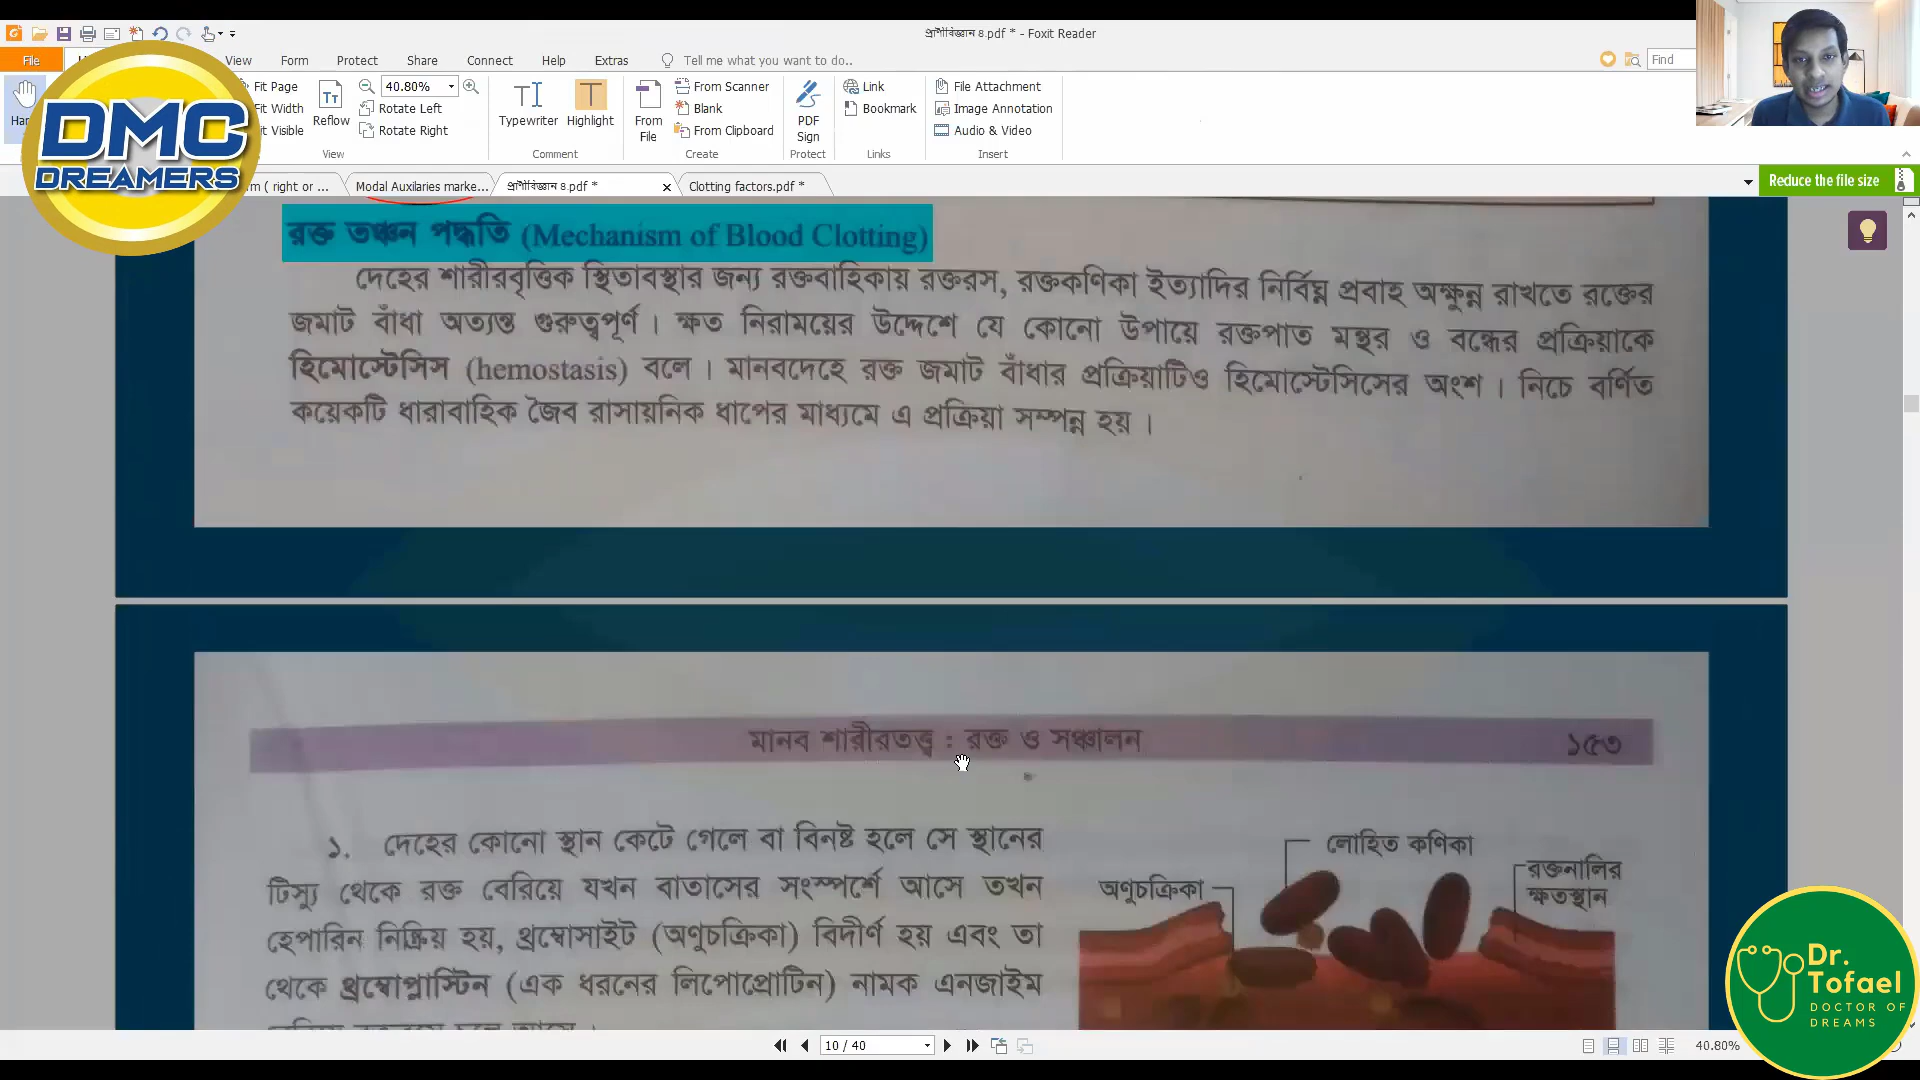 প্রাণীবিজ্ঞান ৪.pdf * - Foxit Reader
File
View
Form
Protect
Share
Connect
Help
Extras
Tell me what you want to do..
Find
Fit Page
Fit Width
Fit Visible
Reflow
40.80%
Rotate Left
Rotate Right
View
Typewriter
Highlight
Comment
From File
From Scanner
Blank
From Clipboard
Create
PDF Sign
Protect
Link
Bookmark
Links
File Attachment
Image Annotation
Audio & Video
Insert
DMC
DREAMERS
rm ( right or ...
Modal Auxilaries marke...
প্রাণীবিজ্ঞান ৪.pdf *
Clotting factors.pdf *
Reduce the file size
রক্ত তঞ্চন পদ্ধতি (Mechanism of Blood Clotting)
দেহের শারীরবৃত্তিক স্থিতাবস্থার জন্য রক্তবাহিকায় রক্তরস, রক্তকণিকা ইত্যাদির নির্বিঘ্ন প্রবাহ অক্ষুন্ন রাখতে রক্তের
জমাট বাঁধা অত্যন্ত গুরুত্বপূর্ণ। ক্ষত নিরাময়ের উদ্দেশে যে কোনো উপায়ে রক্তপাত মন্থর ও বন্ধের প্রক্রিয়াকে
হিমোস্টেসিস (hemostasis) বলে। মানবদেহে রক্ত জমাট বাঁধার প্রক্রিয়াটিও হিমোস্টেসিসের অংশ। নিচে বর্ণিত
কয়েকটি ধারাবাহিক জৈব রাসায়নিক ধাপের মাধ্যমে এ প্রক্রিয়া সম্পন্ন হয়।
মানব শারীরতত্ত্ব : রক্ত ও সঞ্চালন
১৫৩
১. দেহের কোনো স্থান কেটে গেলে বা বিনষ্ট হলে সে স্থানের
টিস্যু থেকে রক্ত বেরিয়ে যখন বাতাসের সংস্পর্শে আসে তখন
হেপারিন নিষ্ক্রিয় হয়, থ্রম্বোসাইট (অণুচক্রিকা) বিদীর্ণ হয় এবং তা
থেকে থ্রম্বোপ্লাস্টিন (এক ধরনের লিপোপ্রোটিন) নামক এনজাইম
লোহিত কণিকা
অণুচক্রিকা
রক্তনালির
ক্ষতস্থান
Dr.
Tofael
DOCTOR OF
DREAMS
10 / 40
40.80%